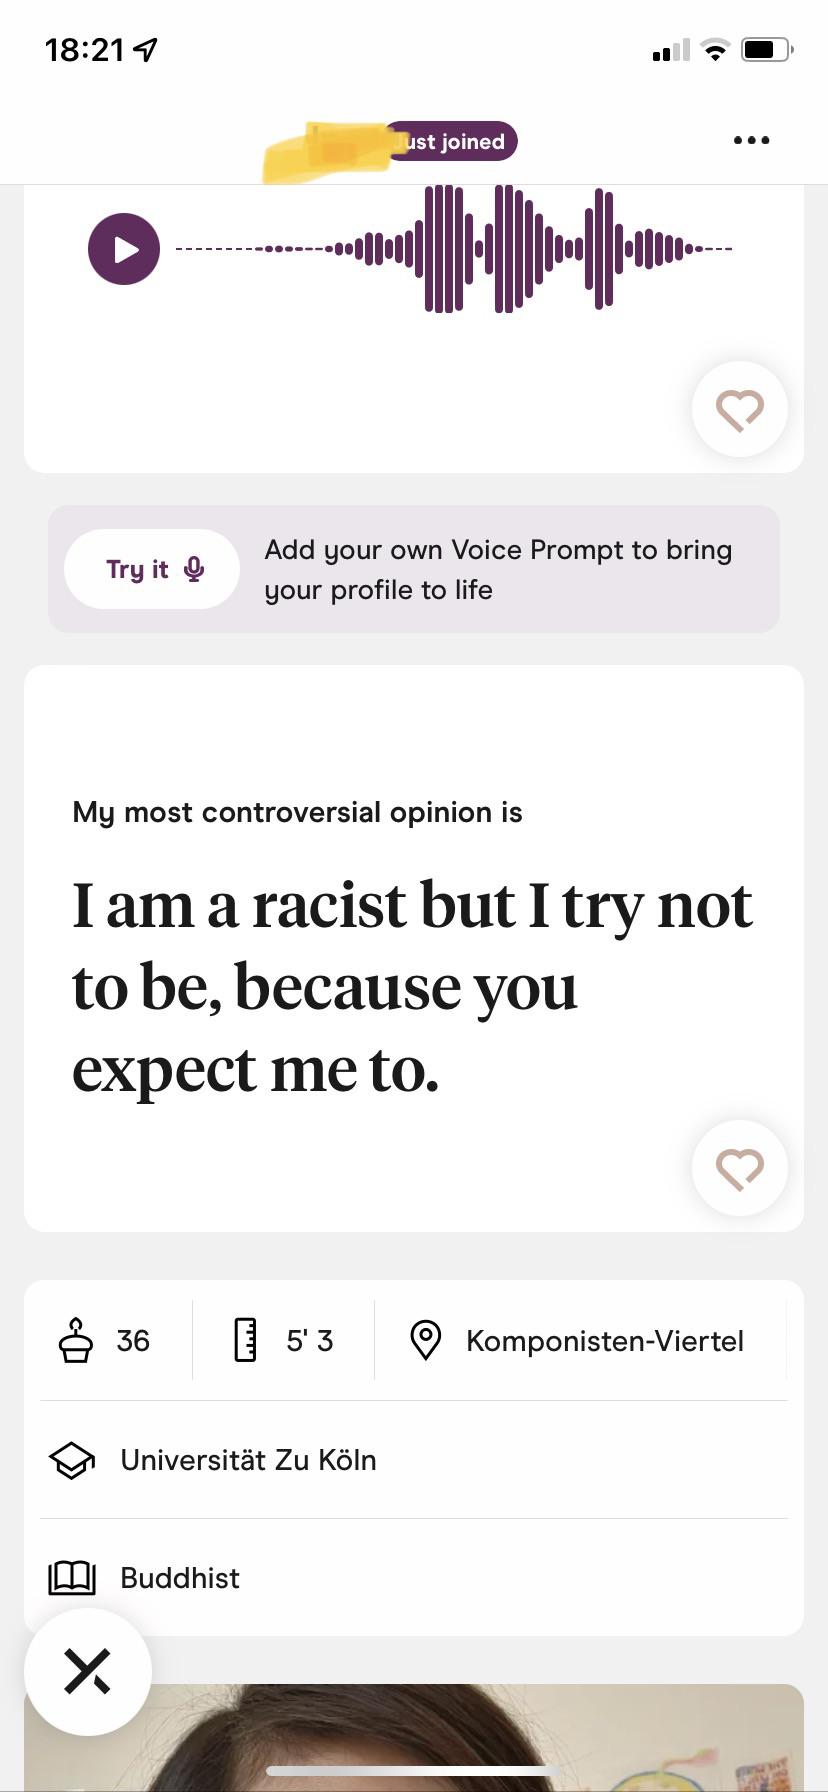 18:21
Just joined
Try it
Add your own Voice Prompt to bring
your profile to life
My most controversial opinion is
I am a racist but I try not
to be, because you
expect me to.
36
5' 3
Komponisten-Viertel
Universität Zu Köln
Buddhist